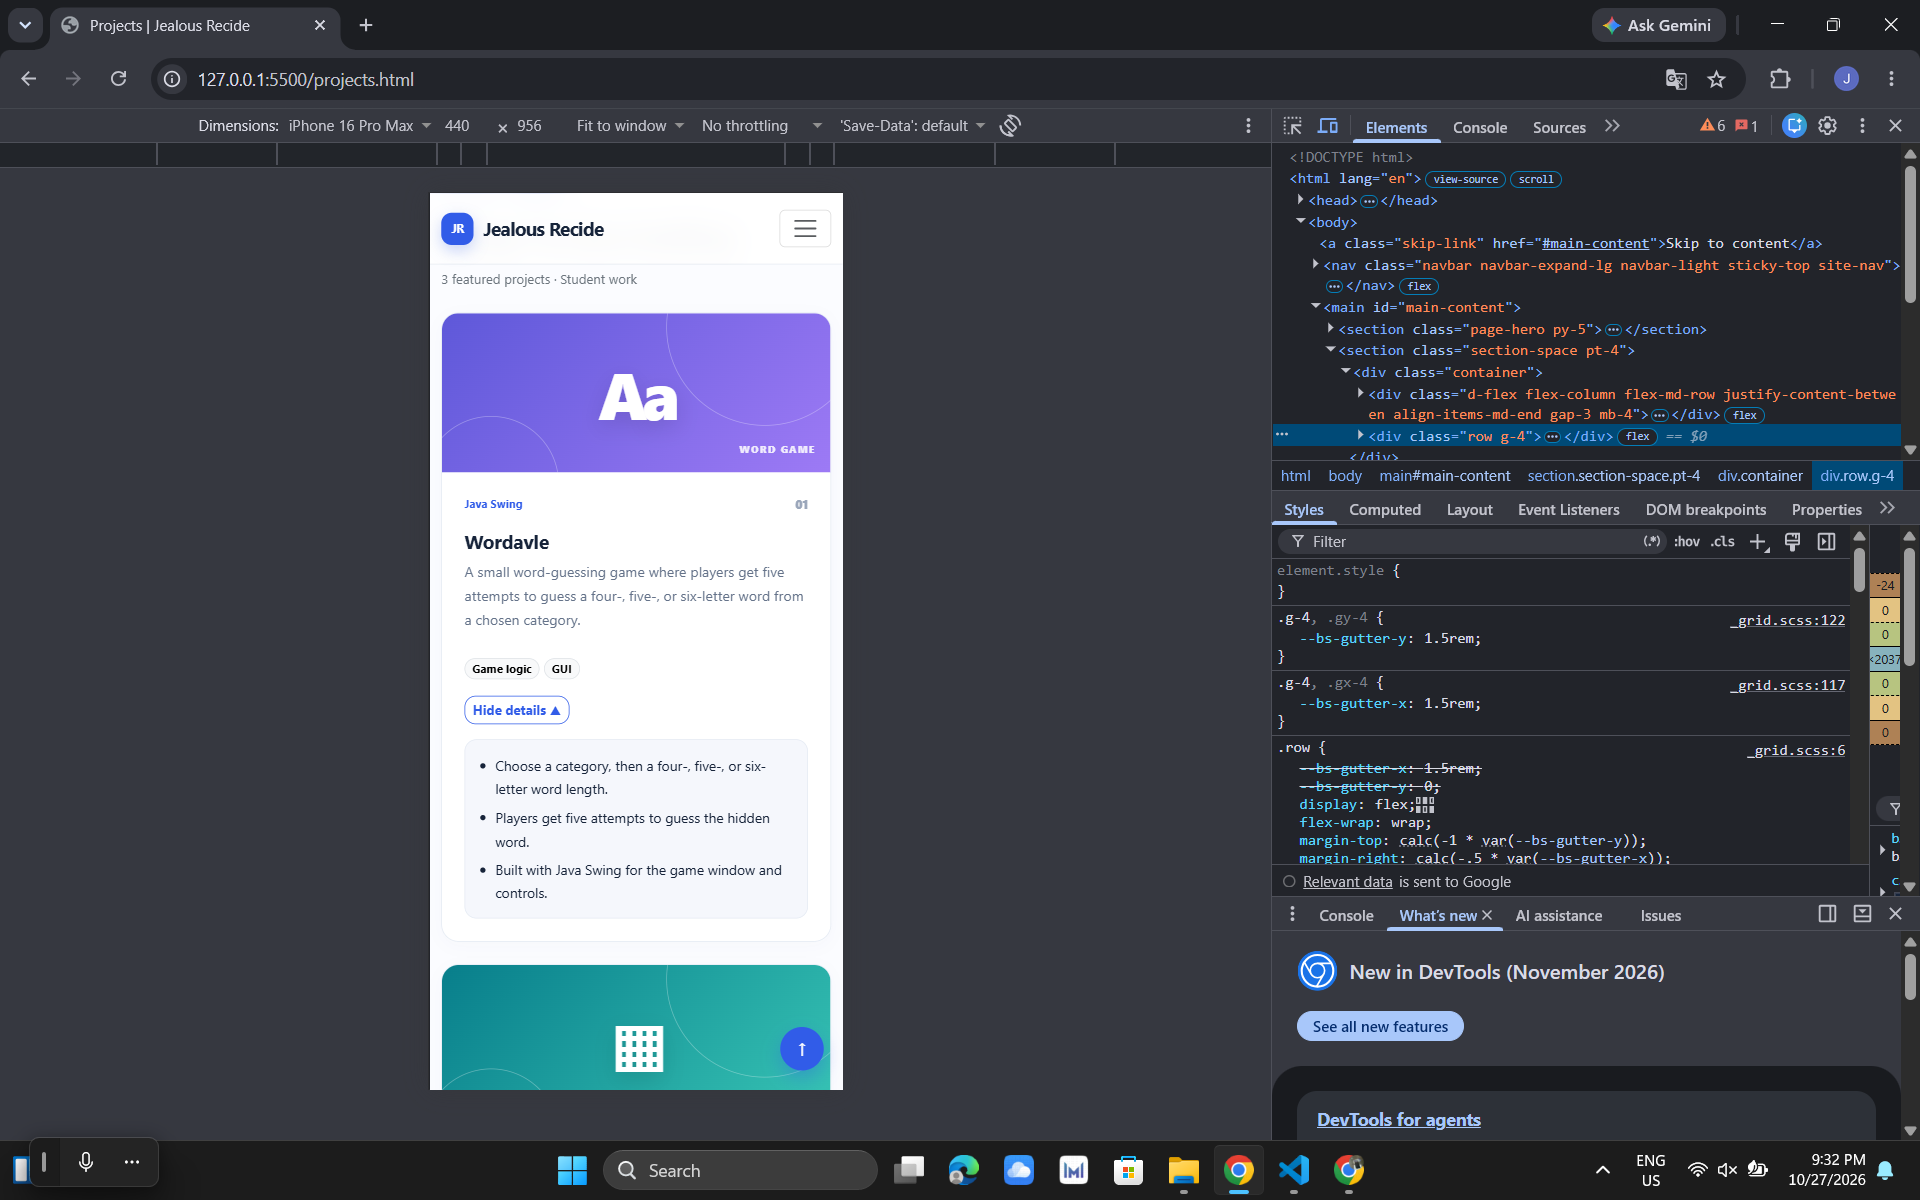 Projects | Jealous Recide
Ask Gemini
127.0.0.1:5500/projects.html
J
Dimensions: iPhone 16 Pro Max 440 × 956 Fit to window No throttling 'Save-Data': default
Elements Console Sources 6 1
JR Jealous Recide
3 featured projects · Student work
Aa
WORD GAME
Java Swing 01
Wordavle
A small word-guessing game where players get five
attempts to guess a four-, five-, or six-letter word from
a chosen category.
Game logic GUI
Hide details ▲
• Choose a category, then a four-, five-, or six-
letter word length.
• Players get five attempts to guess the hidden
word.
• Built with Java Swing for the game window and
controls.
↑
<!DOCTYPE html>
<html lang="en"> view-source scroll
<head> … </head>
<body>
<a class="skip-link" href="#main-content">Skip to content</a>
<nav class="navbar navbar-expand-lg navbar-light sticky-top site-nav">
… </nav> flex
<main id="main-content">
<section class="page-hero py-5"> … </section>
<section class="section-space pt-4">
<div class="container">
<div class="d-flex flex-column flex-md-row justify-content-betwe
en align-items-md-end gap-3 mb-4"> … </div> flex
<div class="row g-4"> … </div> flex == $0
</div>
html body main#main-content section.section-space.pt-4 div.container div.row.g-4
Styles Computed Layout Event Listeners DOM breakpoints Properties
Filter (.*) :hov .cls
element.style {
}
.g-4, .gy-4 { _grid.scss:122
--bs-gutter-y: 1.5rem;
}
.g-4, .gx-4 { _grid.scss:117
--bs-gutter-x: 1.5rem;
}
.row { _grid.scss:6
--bs-gutter-x: 1.5rem;
--bs-gutter-y: 0;
display: flex;
flex-wrap: wrap;
margin-top: calc(-1 * var(--bs-gutter-y));
margin-right: calc(-.5 * var(--bs-gutter-x));
-24
0
0
0
0
0
b
b
c
Relevant data is sent to Google
Console What's new AI assistance Issues
New in DevTools (November 2026)
See all new features
DevTools for agents
Search
ENG
US
9:32 PM
10/27/2026